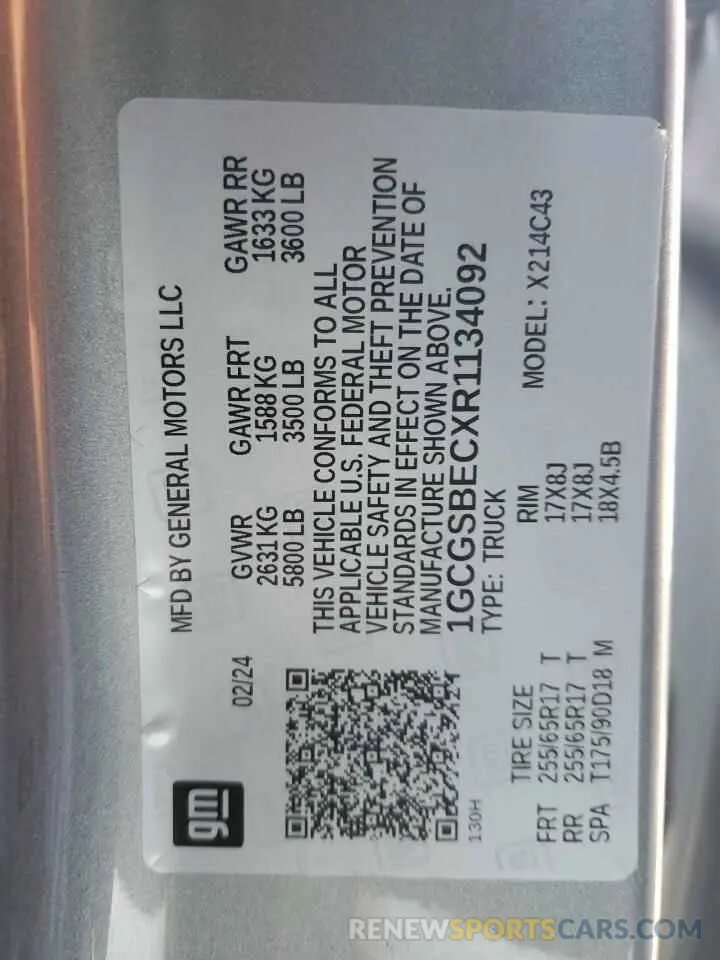 gm
MFD BY GENERAL MOTORS LLC
02/24 GVWR GAWR FRT GAWR RR
2631 KG 1588 KG 1633 KG
5800 LB 3500 LB 3600 LB
THIS VEHICLE CONFORMS TO ALL
APPLICABLE U.S. FEDERAL MOTOR
VEHICLE SAFETY AND THEFT PREVENTION
STANDARDS IN EFFECT ON THE DATE OF
MANUFACTURE SHOWN ABOVE.
1GCGSBECXR1134092
130H TYPE: TRUCK
TIRE SIZE RIM MODEL: X214C43
FRT 255/65R17 T 17X8J
RR 255/65R17 T 17X8J
SPA T175/90D18 M 18X4.5B
RENEWSPORTSCARS.COM